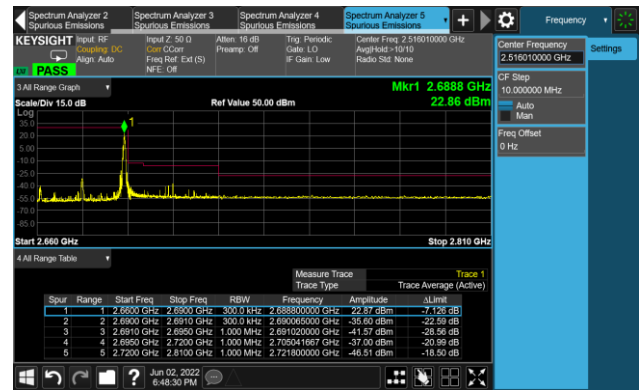 Spectrum Analyzer 2 Spectrum Analyzer 3 Spectrum Analyzer 4 Spectrum Analyzer 5 Frequency
Spurious Emissions Spurious Emissions Spurious Emissions Spurious Emissions
KEYSIGHT Input: RF Input Z: 50 Ω Atten: 16 dB Trig: Periodic Center Freq: 2.516010000 GHz
Coupling: DC Corr CCorr Preamp: Off Gate: LO Avg|Hold:>10/10
Align: Auto Freq Ref: Ext (S) IF Gain: Low Radio Std: None
PASS NFE: Off
Center Frequency Settings
2.516010000 GHz
CF Step
10.000000 MHz
Auto
Man
Freq Offset
0 Hz
3 All Range Graph Mkr1 2.6888 GHz
Scale/Div 15.0 dB Ref Value 50.00 dBm 22.86 dBm
Log
35.0
20.0
5.00
-10.0
-25.0
-40.0
-55.0
-70.0
-85.0
1
Start 2.660 GHz Stop 2.810 GHz
4 All Range Table
Measure Trace Trace 1
Trace Type Trace Average (Active)
Spur Range Start Freq Stop Freq RBW Frequency Amplitude ΔLimit
1 1 2.6600 GHz 2.6900 GHz 300.0 kHz 2.688800000 GHz 22.87 dBm -7.126 dB
2 2 2.6900 GHz 2.6910 GHz 300.0 kHz 2.690065000 GHz -35.60 dBm -22.59 dB
3 3 2.6910 GHz 2.6950 GHz 1.000 MHz 2.691020000 GHz -41.57 dBm -28.56 dB
4 4 2.6950 GHz 2.7200 GHz 1.000 MHz 2.705041667 GHz -37.00 dBm -20.99 dB
5 5 2.7200 GHz 2.8100 GHz 1.000 MHz 2.721800000 GHz -46.51 dBm -18.50 dB
Jun 02, 2022
6:48:30 PM